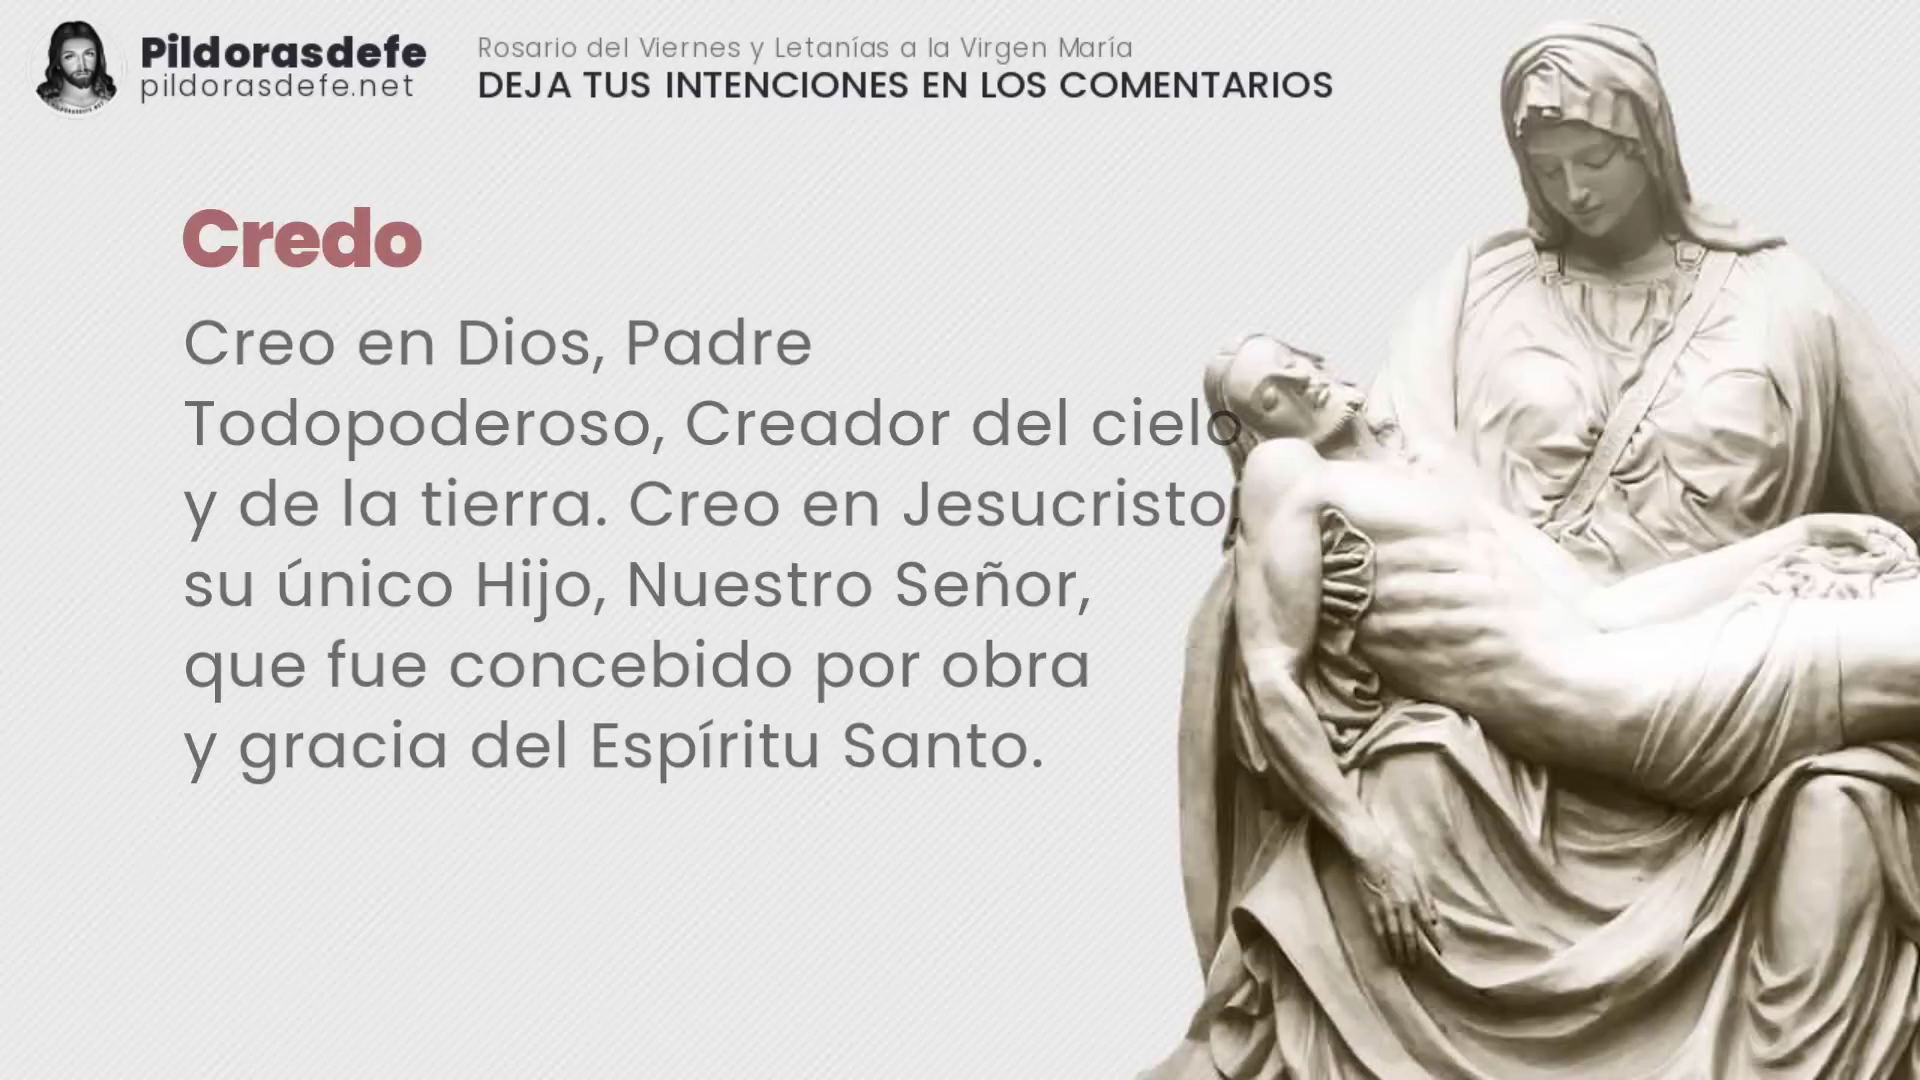 Pildorasdefe
pildorasdefe.net
Rosario del Viernes y Letanías a la Virgen María
DEJA TUS INTENCIONES EN LOS COMENTARIOS
Credo
Creo en Dios, Padre
Todopoderoso, Creador del cielo
y de la tierra. Creo en Jesucristo,
su único Hijo, Nuestro Señor,
que fue concebido por obra
y gracia del Espíritu Santo.